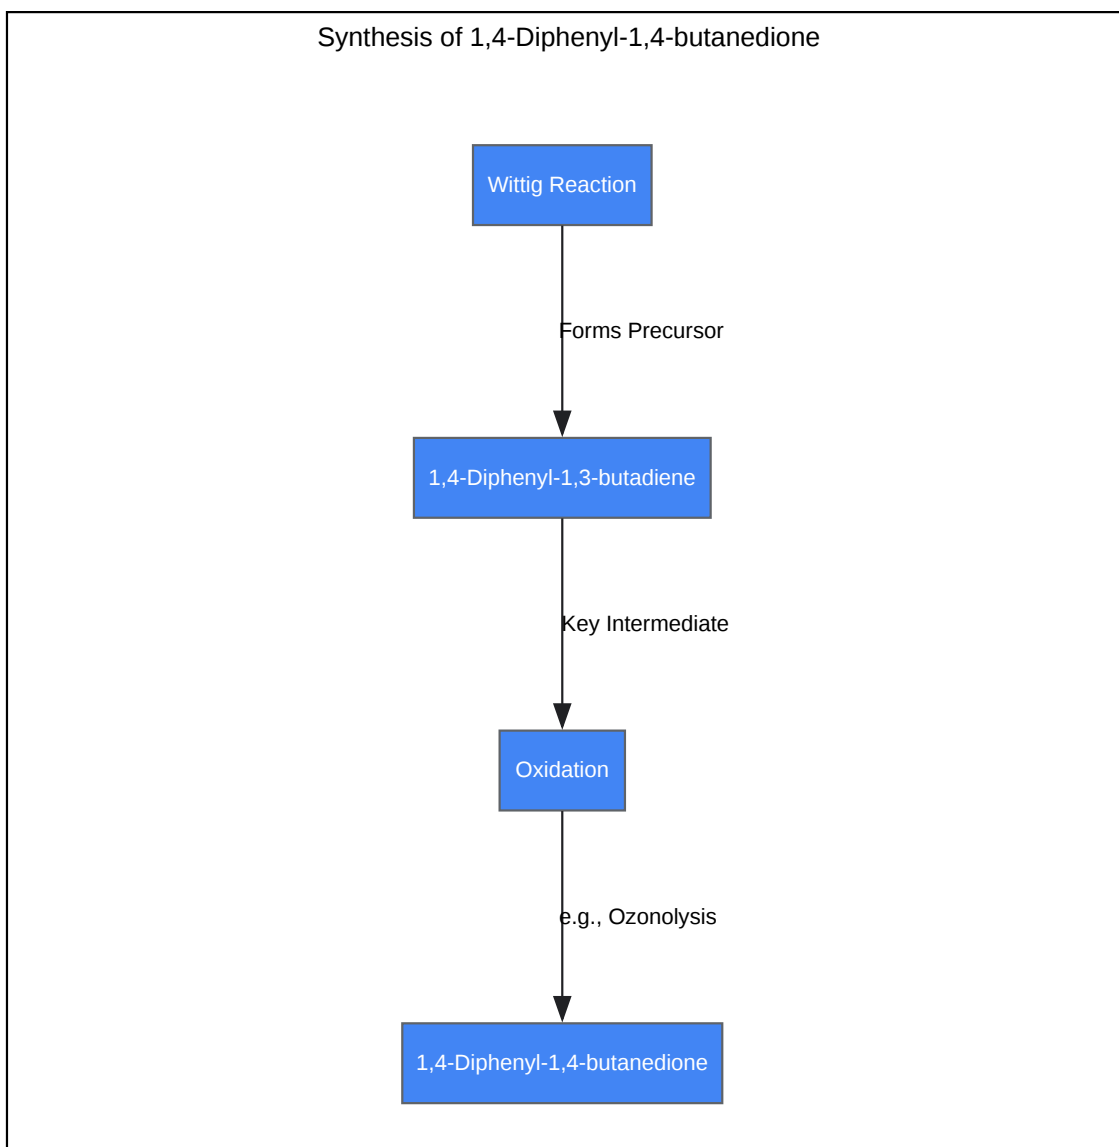 Synthesis of 1,4-Diphenyl-1,4-butanedione
Wittig Reaction
Forms Precursor
1,4-Diphenyl-1,3-butadiene
Key Intermediate
Oxidation
e.g., Ozonolysis
1,4-Diphenyl-1,4-butanedione